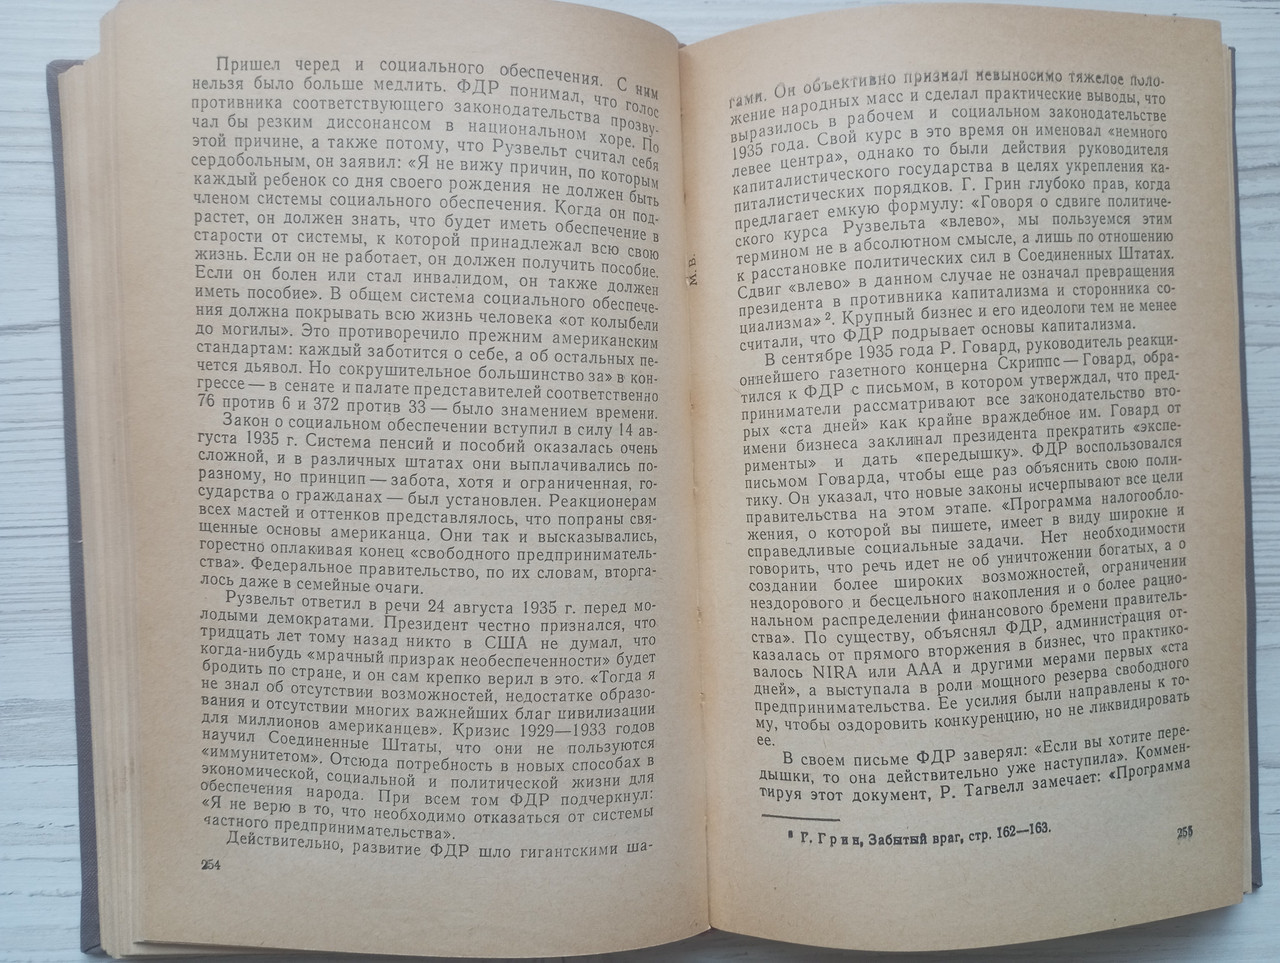 Пришел черед и социального обеспечения. С ним
нельзя было больше медлить. ФДР понимал, что голос
противника соответствующего законодательства прозву-
чал бы резким диссонансом в национальном хоре. По
этой причине, а также потому, что Рузвельт считал себя
сердобольным, он заявил: «Я не вижу причин, по которым
каждый ребенок со дня своего рождения не должен быть
членом системы социального обеспечения. Когда он под-
растет, он должен знать, что будет иметь обеспечение в
старости от системы, к которой принадлежал всю свою
жизнь. Если он не работает, он должен получить пособие.
Если он болен или стал инвалидом, он также должен
иметь пособие». В общем система социального обеспече-
ния должна покрывать всю жизнь человека «от колыбели
до могилы». Это противоречило прежним американским
стандартам: каждый заботится о себе, а об остальных пе-
чется дьявол. Но сокрушительное большинство за» в кон-
грессе — в сенате и палате представителей соответственно
76 против 6 и 372 против 33 — было знамением времени.
Закон о социальном обеспечении вступил в силу 14 ав-
густа 1935 г. Система пенсий и пособий оказалась очень
сложной, и в различных штатах они выплачивались по-
разному, но принцип — забота, хотя и ограниченная, го-
сударства о гражданах — был установлен. Реакционерам
всех мастей и оттенков представлялось, что попраны свя-
щенные основы американца. Они так и высказывались,
горестно оплакивая конец «свободного предприниматель-
ства». Федеральное правительство, по их словам, вторга-
лось даже в семейные очаги.
Рузвельт ответил в речи 24 августа 1935 г. перед мо-
лодыми демократами. Президент честно признался, что
тридцать лет тому назад никто в США не думал, что
когда-нибудь «мрачный призрак необеспеченности» будет
бродить по стране, и он сам крепко верил в это. «Тогда я
не знал об отсутствии возможностей, недостатке образо-
вания и отсутствии многих важнейших благ цивилизации
для миллионов американцев». Кризис 1929—1933 годов
научил Соединенные Штаты, что они не пользуются
«иммунитетом». Отсюда потребность в новых способах в
экономической, социальной и политической жизни для
обеспечения народа. При всем том ФДР подчеркнул:
«Я не верю в то, что необходимо отказаться от системы
частного предпринимательства».
Действительно, развитие ФДР шло гигантскими ша-
254
М. В.
гами. Он объективно признал невыносимо тяжелое поло-
жение народных масс и сделал практические выводы, что
выразилось в рабочем и социальном законодательстве
1935 года. Свой курс в это время он именовал «немного
левее центра», однако то были действия руководителя
капиталистического государства в целях укрепления ка-
питалистических порядков. Г. Грин глубоко прав, когда
предлагает емкую формулу: «Говоря о сдвиге политиче-
ского курса Рузвельта «влево», мы пользуемся этим
термином не в абсолютном смысле, а лишь по отношению
к расстановке политических сил в Соединенных Штатах.
Сдвиг «влево» в данном случае не означал превращения
президента в противника капитализма и сторонника со-
циализма» ². Крупный бизнес и его идеологи тем не менее
считали, что ФДР подрывает основы капитализма.
В сентябре 1935 года Р. Говард, руководитель реакци-
оннейшего газетного концерна Скриппс — Говард, обра-
тился к ФДР с письмом, в котором утверждал, что пред-
приниматели рассматривают все законодательство вто-
рых «ста дней» как крайне враждебное им. Говард от
имени бизнеса заклинал президента прекратить «экспе-
рименты» и дать «передышку». ФДР воспользовался
письмом Говарда, чтобы еще раз объяснить свою поли-
тику. Он указал, что новые законы исчерпывают все цели
правительства на этом этапе. «Программа налогообло-
жения, о которой вы пишете, имеет в виду широкие и
справедливые социальные задачи. Нет необходимости
говорить, что речь идет не об уничтожении богатых, а о
создании более широких возможностей, ограничении
нездорового и бесцельного накопления и о более рацио-
нальном распределении финансового бремени правитель-
ства». По существу, объяснял ФДР, администрация от-
казалась от прямого вторжения в бизнес, что практико-
валось NIRA или ААА и другими мерами первых «ста
дней», а выступала в роли мощного резерва свободного
предпринимательства. Ее усилия были направлены к то-
му, чтобы оздоровить конкуренцию, но не ликвидировать
ее.
В своем письме ФДР заверял: «Если вы хотите пере-
дышки, то она действительно уже наступила». Коммен-
тируя этот документ, Р. Тагвелл замечает: «Программа
² Г. Грин, Забытый враг, стр. 162—163.
255